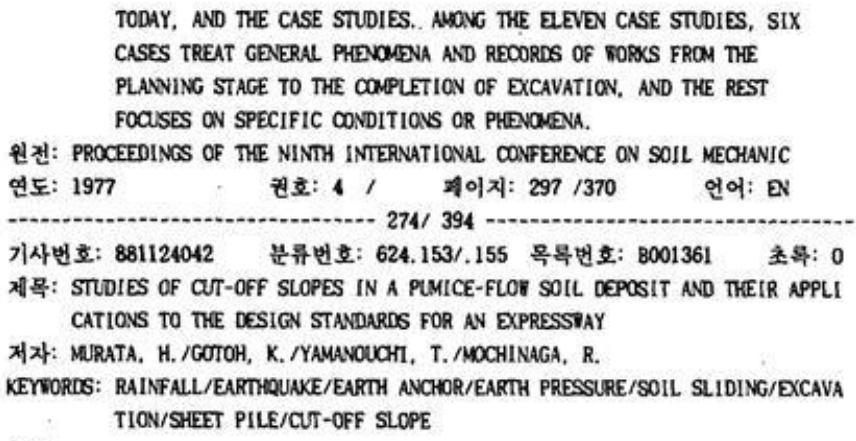 TODAY, AND THE CASE STUDIES. AMONG THE ELEVEN CASE STUDIES, SIX
CASES TREAT GENERAL PHENOMENA AND RECORDS OF WORKS FROM THE
PLANNING STAGE TO THE COMPLETION OF EXCAVATION, AND THE REST
FOCUSES ON SPECIFIC CONDITIONS OR PHENOMENA.
원전: PROCEEDINGS OF THE NINTH INTERNATIONAL CONFERENCE ON SOIL MECHANIC
연도: 1977 권호: 4 / 페이지: 297 /370 언어: EN
--------------------------------- 274/ 394 ---------------------------------
기사번호: 881124042 분류번호: 624.153/.155 목록번호: B001361 초록: 0
제목: STUDIES OF CUT-OFF SLOPES IN A PUMICE-FLOW SOIL DEPOSIT AND THEIR APPLI
CATIONS TO THE DESIGN STANDARDS FOR AN EXPRESSWAY
저자: MURATA, H./GOTOH, K./YAMANOUCHI, T./MOCHINAGA, R.
KEYWORDS: RAINFALL/EARTHQUAKE/EARTH ANCHOR/EARTH PRESSURE/SOIL SLIDING/EXCAVA
TION/SHEET PILE/CUT-OFF SLOPE